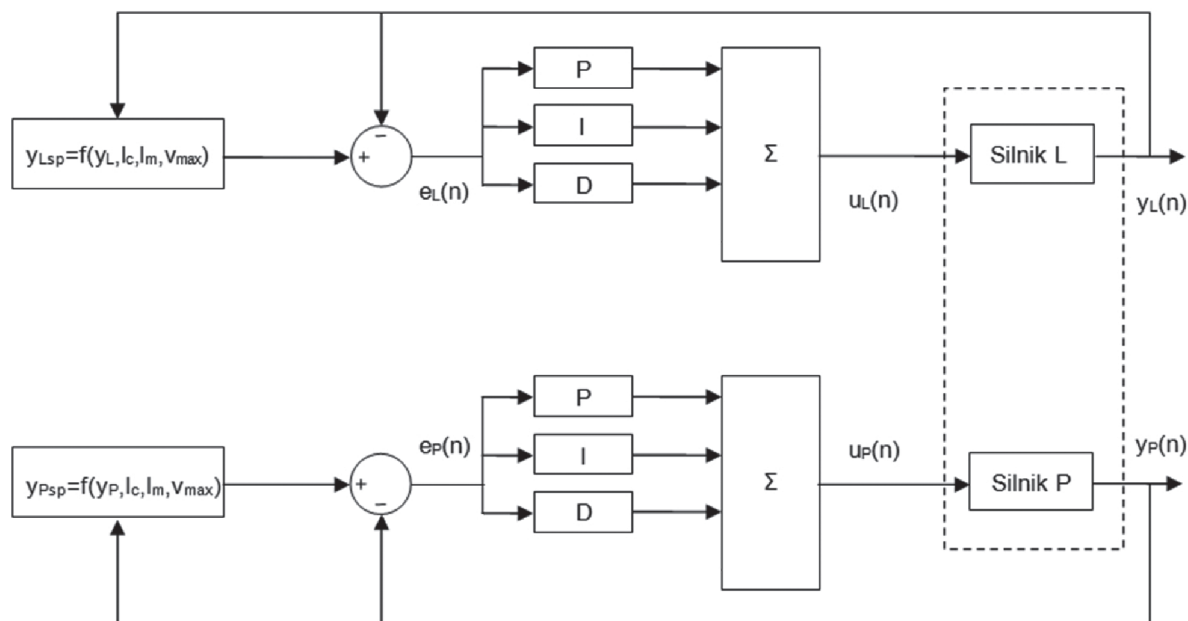 P
yLsp=f(yL,lc,lm,vmax)
−
+
I
Σ
Silnik L
D
eL(n)
uL(n)
yL(n)
P
eP(n)
uP(n)
yP(n)
I
yPsp=f(yP,lc,lm,vmax)
+
−
Σ
Silnik P
D